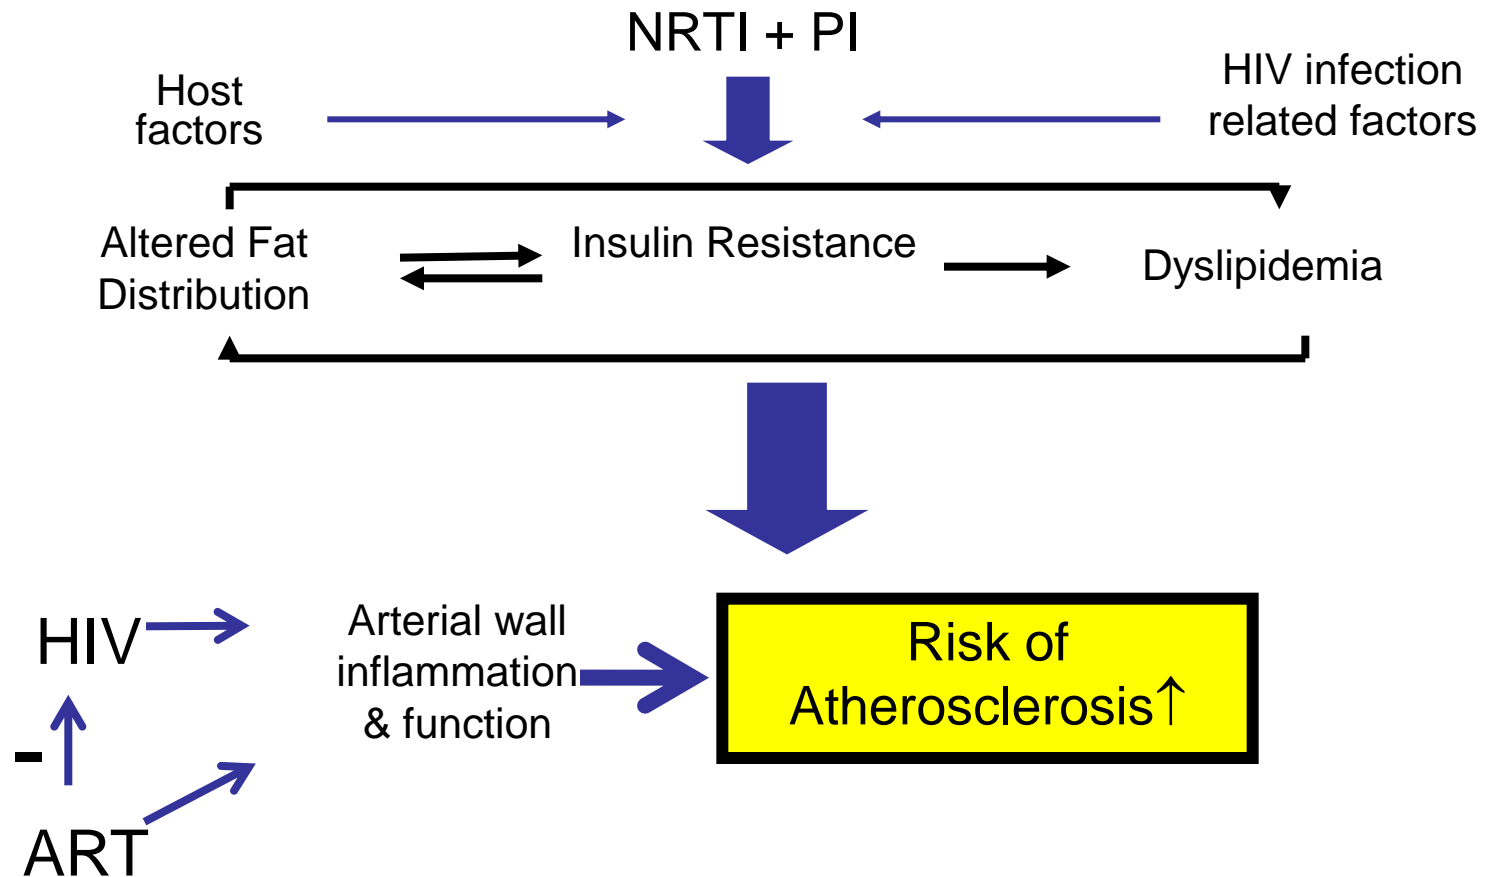 NRTI + PI
Host
factors
HIV infection
related factors
Altered Fat
Distribution
Insulin Resistance
Dyslipidemia
HIV
Arterial wall
inflammation
& function
Risk of
Atherosclerosis↑
-
ART